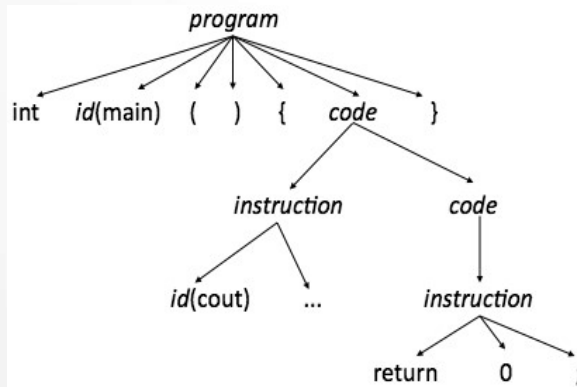 program
int id(main) ( ) { code }
instruction code
id(cout) ... instruction
return 0 ;